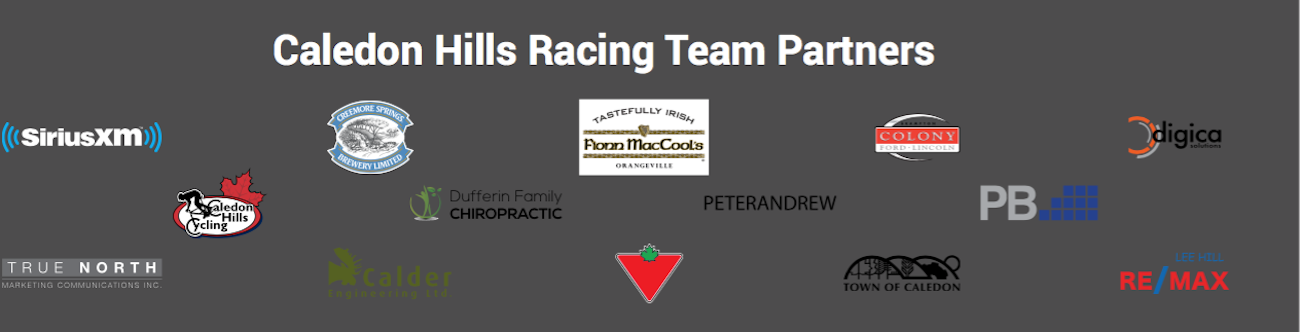 Caledon Hills Racing Team Partners
SiriusXM
CREEMORE SPRINGS
BREWERY LIMITED
TASTEFULLY IRISH
Fionn MacCool's
ORANGEVILLE
COLONY
FORD · LINCOLN
digica
solutions
Caledon
Hills
Cycling
Dufferin Family
CHIROPRACTIC
PETERANDREW
PB
TRUE NORTH
MARKETING COMMUNICATIONS INC.
Calder
Engineering Ltd
TOWN OF CALEDON
LEE HILL
RE/MAX